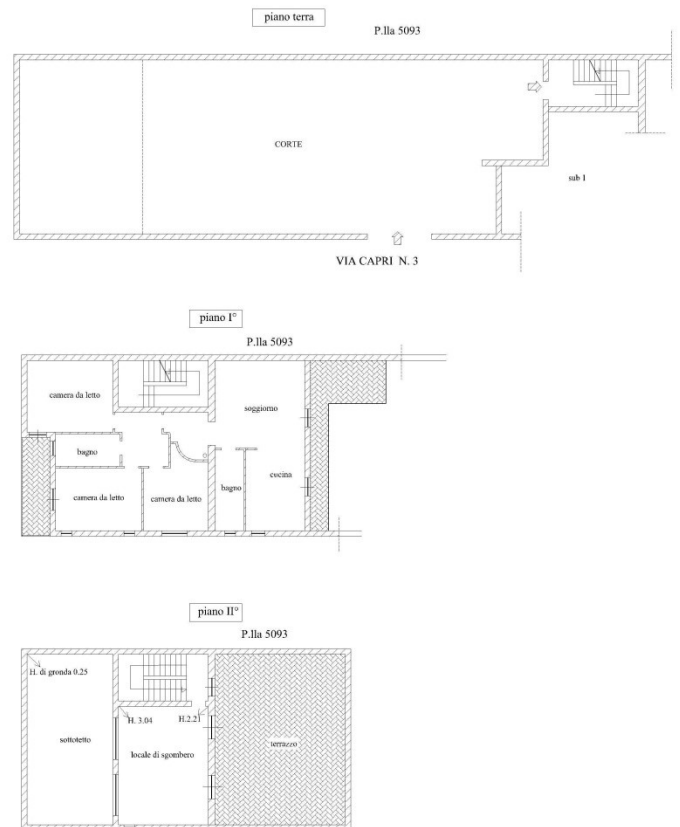 piano terra
P.lla 5093
CORTE
sub 1
VIA CAPRI N. 3
piano I°
P.lla 5093
camera da letto
soggiorno
bagno
cucina
camera da letto
camera da letto
bagno
piano II°
P.lla 5093
H. di gronda 0.25
H. 3.04
H.2.21
sottotetto
locale di sgombero
terrazzo